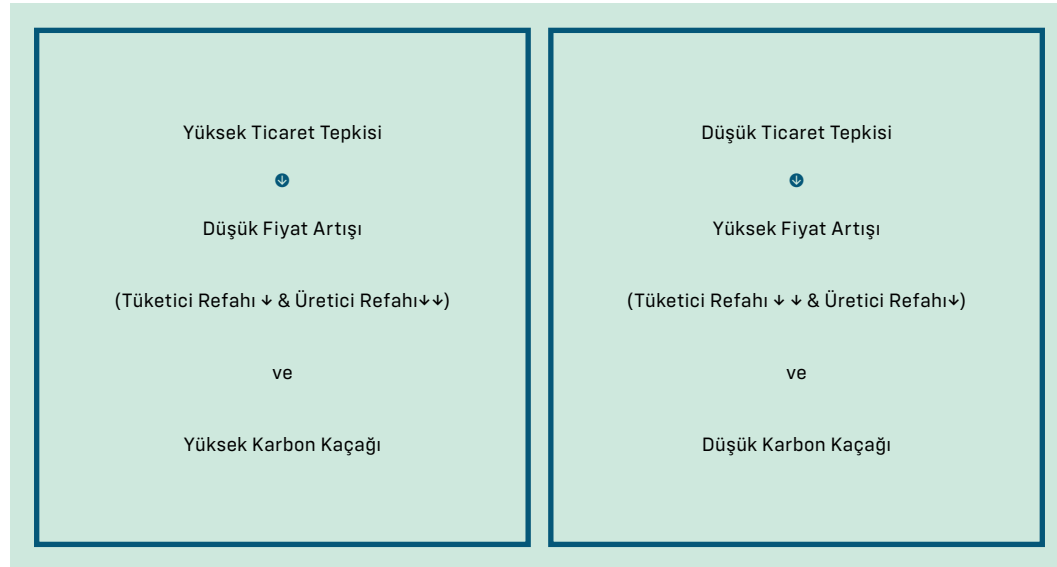 Yüksek Ticaret Tepkisi
↓
Düşük Fiyat Artışı
(Tüketici Refahı ↓ & Üretici Refahı↓↓)
ve
Yüksek Karbon Kaçağı
Düşük Ticaret Tepkisi
↓
Yüksek Fiyat Artışı
(Tüketici Refahı ↓ ↓ & Üretici Refahı↓)
ve
Düşük Karbon Kaçağı